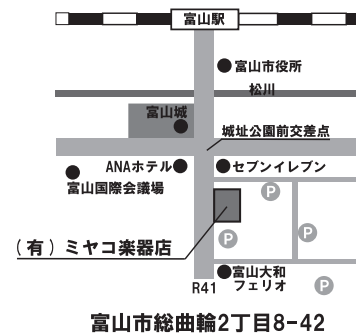 富山駅
富山市役所
松川
富山城
城址公園前交差点
ANAホテル
セブンイレブン
富山国際会議場
P
P
P
(有)ミヤコ楽器店
富山大和
フェリオ
R41
P
富山市総曲輪2丁目8-42